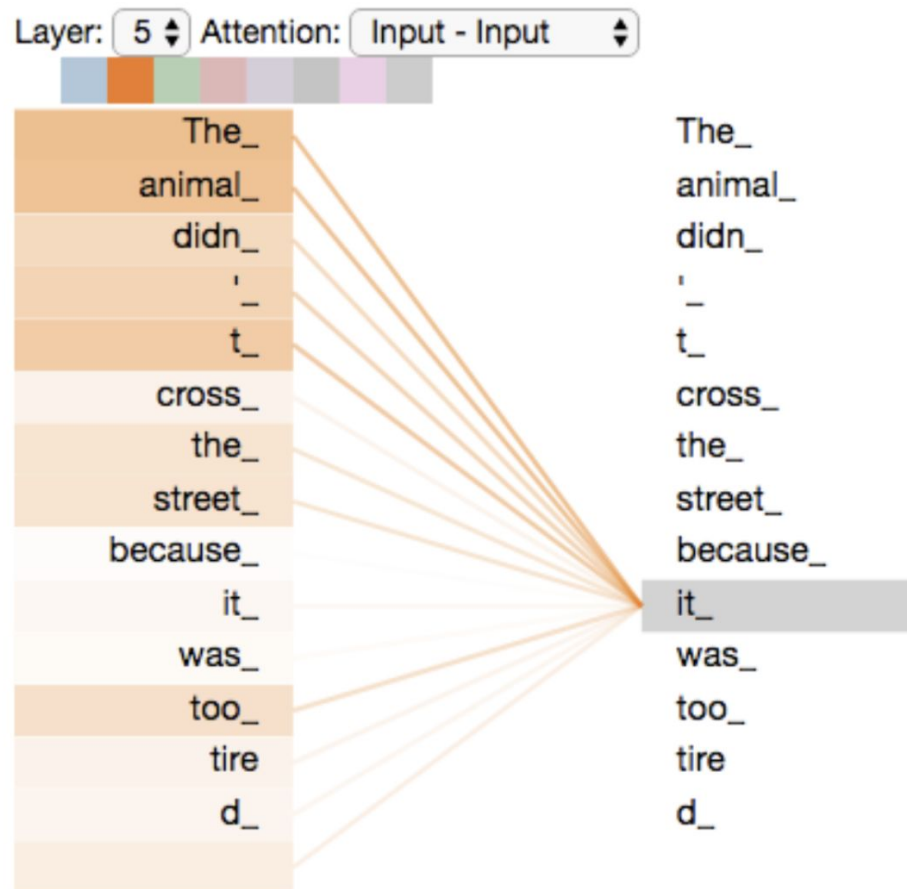 Layer: 5 Attention: Input - Input
The_ The_
animal_ animal_
didn_ didn_
'_ '_
t_ t_
cross_ cross_
the_ the_
street_ street_
because_ because_
it_ it_
was_ was_
too_ too_
tire tire
d_ d_